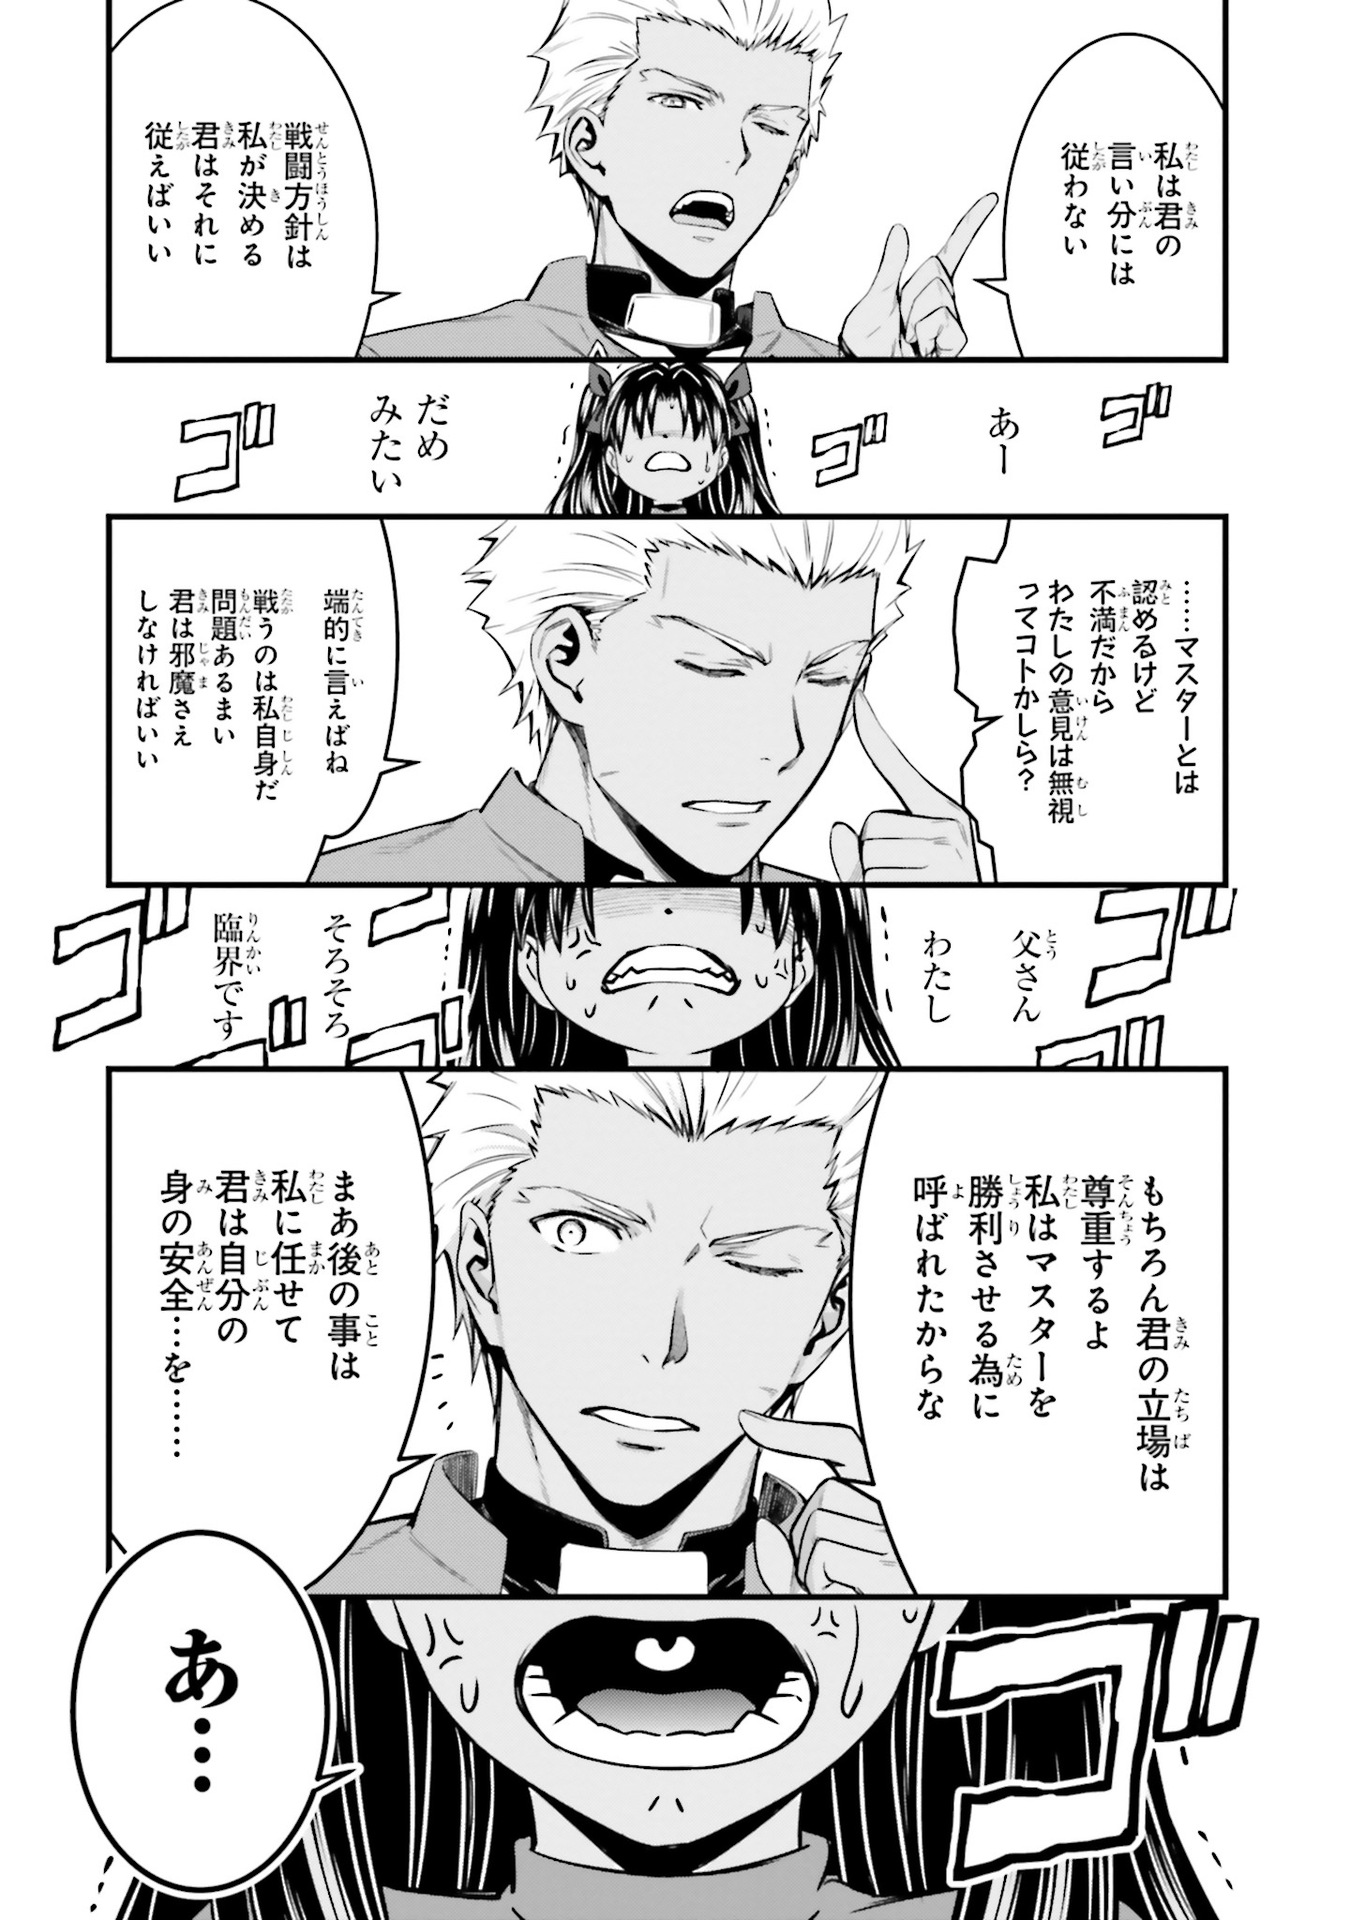 私は君の
言い分には
従わない
戦闘方針は
私が決める
君はそれに
従えばいい
あー
だめ
みたい
ゴ
ゴ
ゴ
ゴ
……マスターとは
認めるけど
不満だから
わたしの意見は無視
ってコトかしら?
端的に言えばね
戦うのは私自身だ
問題あるまい
君は邪魔さえ
しなければいい
父さん
わたし
そろそろ
臨界です
ゴ
ゴ
ゴ
ゴ
もちろん君の立場は
尊重するよ
私はマスターを
勝利させる為に
呼ばれたからな
まあ後の事は
私に任せて
君は自分の
身の安全……を……
ゴ
あ…